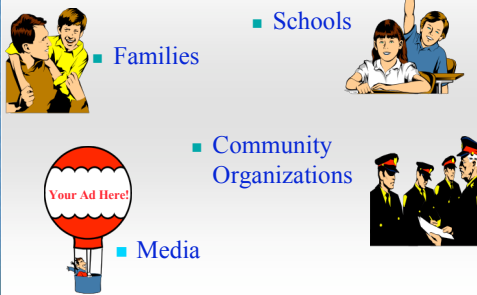 Schools
Families
Community
Organizations
Your Ad Here!
Media